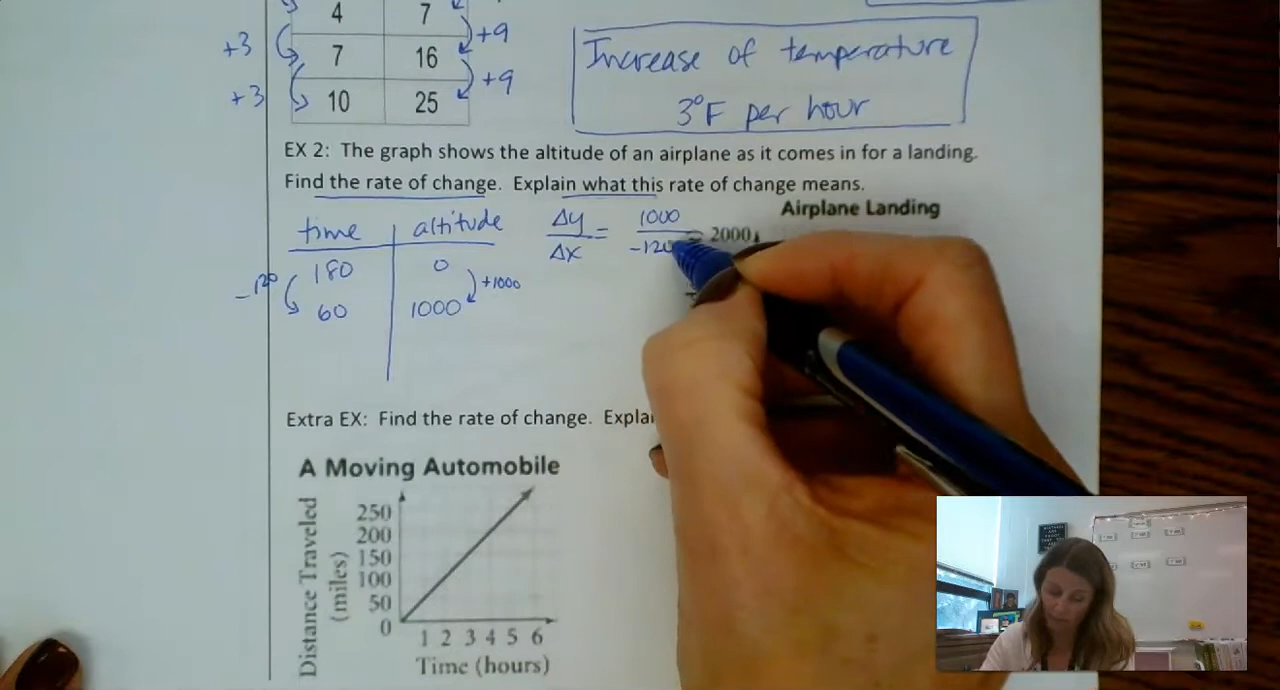 4 7
+9
+3 7 16
+9
+3 10 25
Increase of temperature
3°F per hour
EX 2: The graph shows the altitude of an airplane as it comes in for a landing.
Find the rate of change. Explain what this rate of change means.
Airplane Landing
time altitude
Δy/Δx = 1000/-120
2000
-120 180 0 +1000
60 1000
Extra EX: Find the rate of change.
A Moving Automobile
Distance Traveled
(miles)
250
200
150
100
50
0
1 2 3 4 5 6
Time (hours)